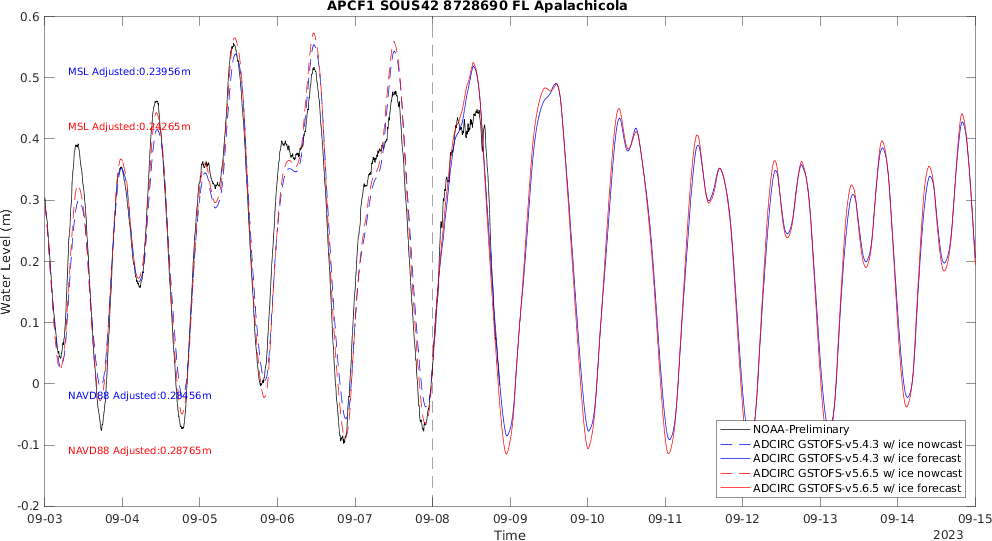 APCF1 SOUS42 8728690 FL Apalachicola
Water Level (m)
0.6
0.5
0.4
0.3
0.2
0.1
0
-0.1
-0.2
MSL Adjusted:0.23956m
MSL Adjusted:0.24265m
NAVD88 Adjusted:0.28456m
NAVD88 Adjusted:0.28765m
NOAA-Preliminary
ADCIRC GSTOFS-v5.4.3 w/ ice nowcast
ADCIRC GSTOFS-v5.4.3 w/ ice forecast
ADCIRC GSTOFS-v5.6.5 w/ ice nowcast
ADCIRC GSTOFS-v5.6.5 w/ ice forecast
09-03 09-04 09-05 09-06 09-07 09-08 09-09 09-10 09-11 09-12 09-13 09-14 09-15
Time
2023